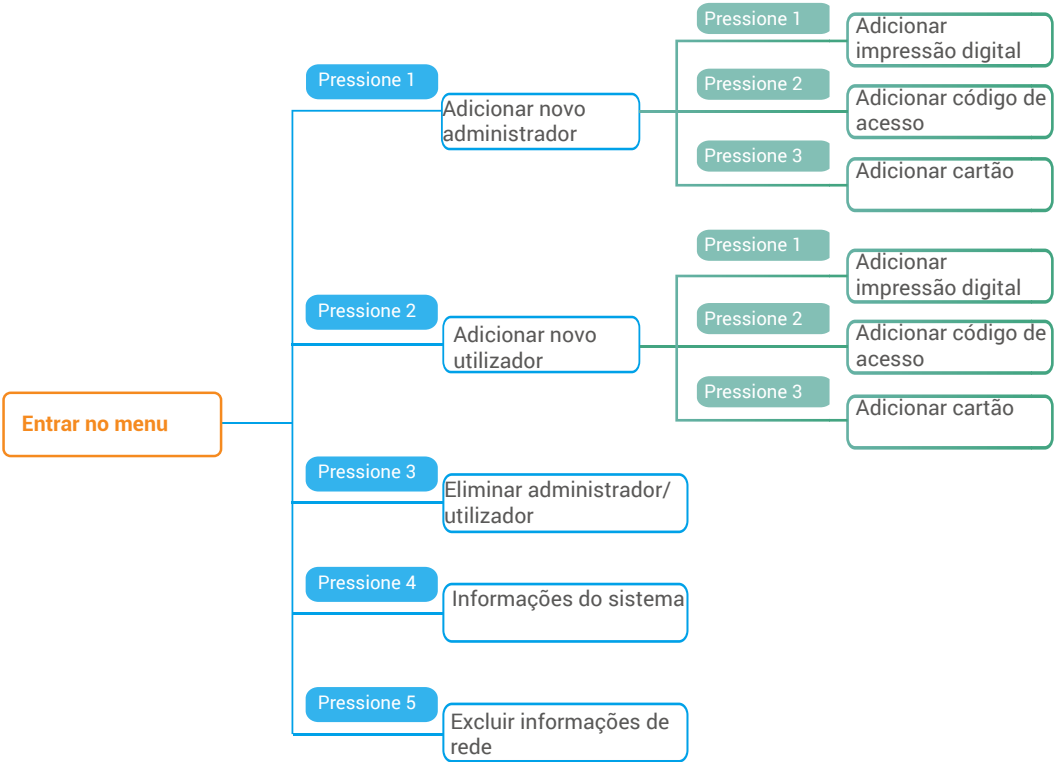 Entrar no menu
Pressione 1
Adicionar novo
administrador
Pressione 1
Adicionar
impressão digital
Pressione 2
Adicionar código de
acesso
Pressione 3
Adicionar cartão
Pressione 2
Adicionar novo
utilizador
Pressione 1
Adicionar
impressão digital
Pressione 2
Adicionar código de
acesso
Pressione 3
Adicionar cartão
Pressione 3
Eliminar administrador/
utilizador
Pressione 4
Informações do sistema
Pressione 5
Excluir informações de
rede